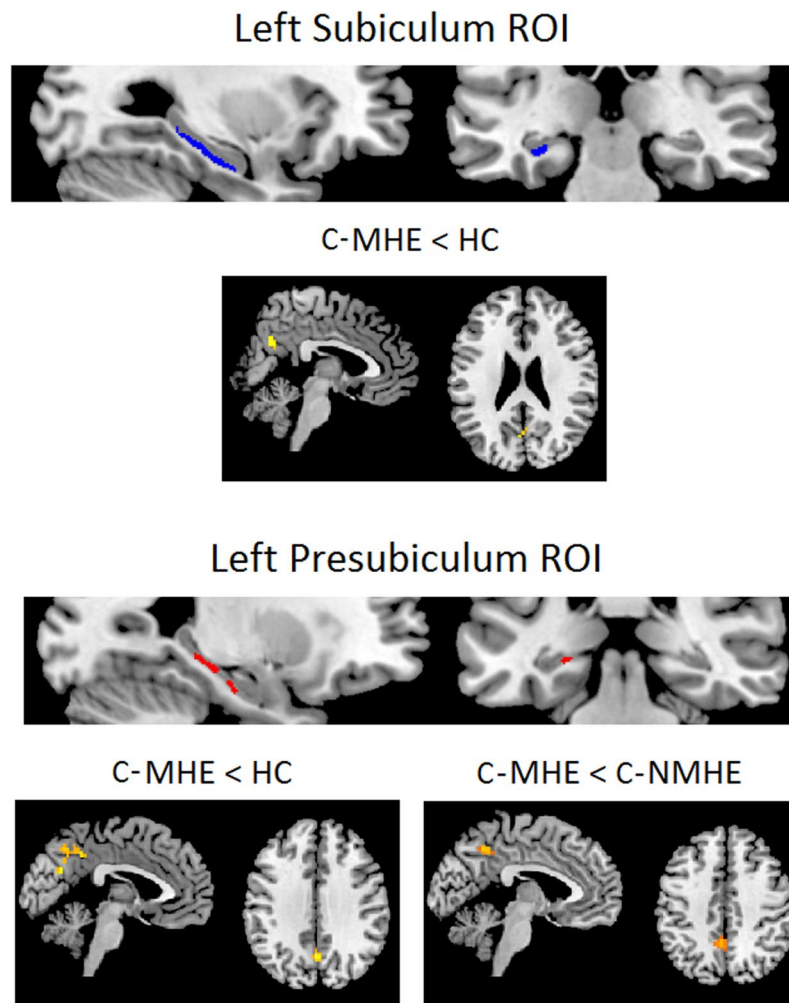 Left Subiculum ROI
C-MHE < HC
Left Presubiculum ROI
C-MHE < HC
C-MHE < C-NMHE